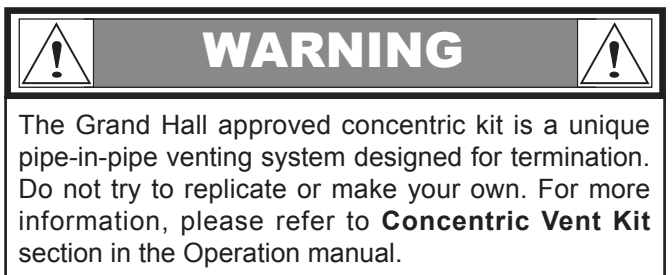 WARNING
The Grand Hall approved concentric kit is a unique
pipe-in-pipe venting system designed for termination.
Do not try to replicate or make your own. For more
information, please refer to Concentric Vent Kit
section in the Operation manual.